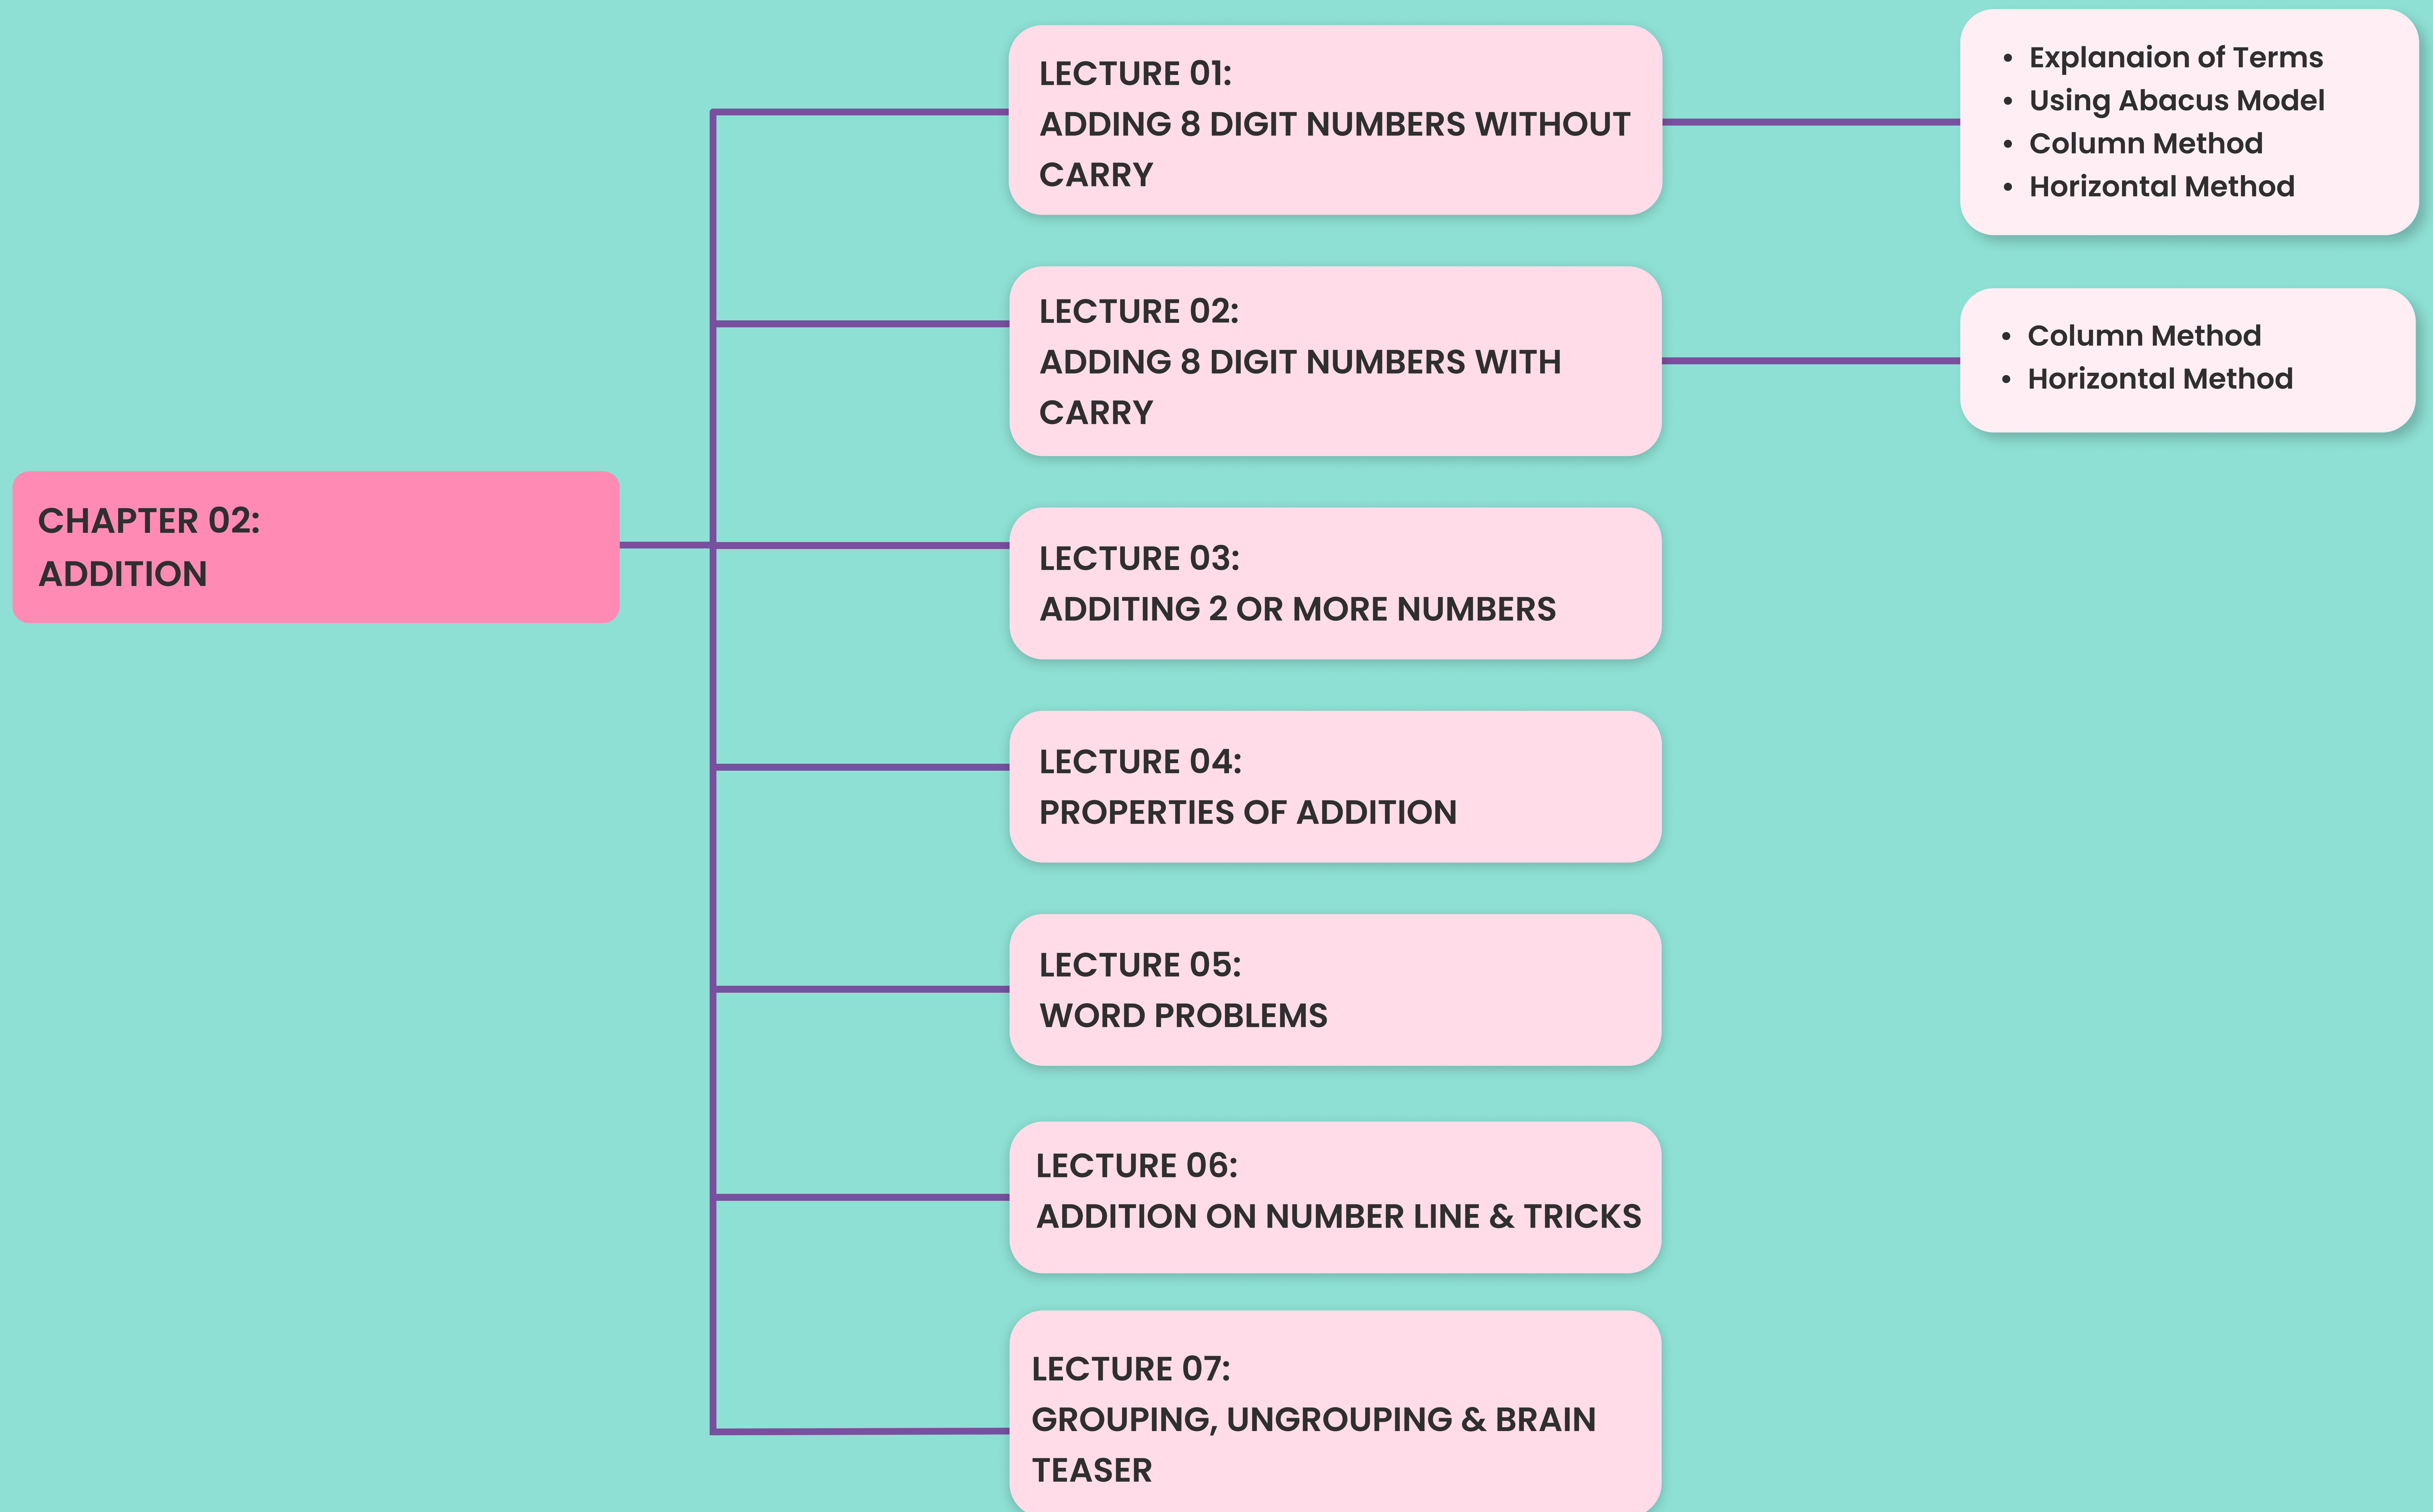 LECTURE 01:
ADDING 8 DIGIT NUMBERS WITHOUT
CARRY
• Explanaion of Terms
• Using Abacus Model
• Column Method
• Horizontal Method
LECTURE 02:
ADDING 8 DIGIT NUMBERS WITH
CARRY
• Column Method
• Horizontal Method
CHAPTER 02:
ADDITION
LECTURE 03:
ADDITING 2 OR MORE NUMBERS
LECTURE 04:
PROPERTIES OF ADDITION
LECTURE 05:
WORD PROBLEMS
LECTURE 06:
ADDITION ON NUMBER LINE & TRICKS
LECTURE 07:
GROUPING, UNGROUPING & BRAIN
TEASER